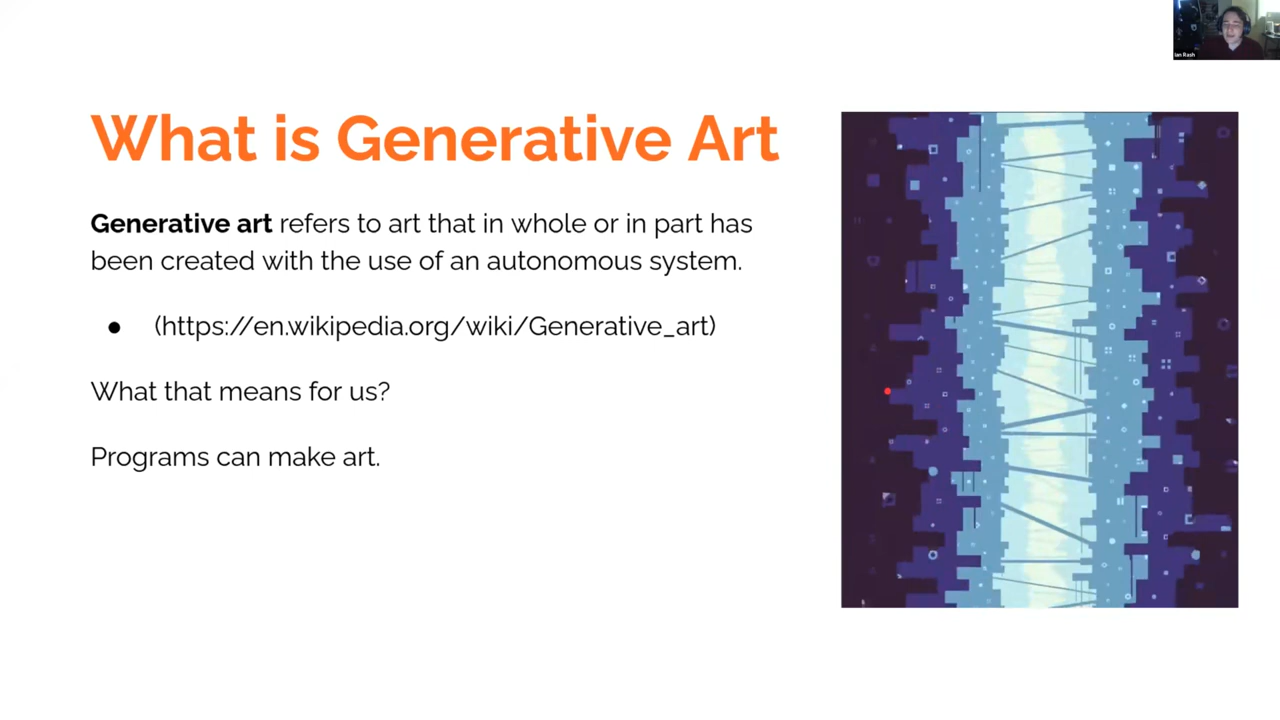 Ian Rash
What is Generative Art
Generative art refers to art that in whole or in part has
been created with the use of an autonomous system.
● (https://en.wikipedia.org/wiki/Generative_art)
What that means for us?
Programs can make art.